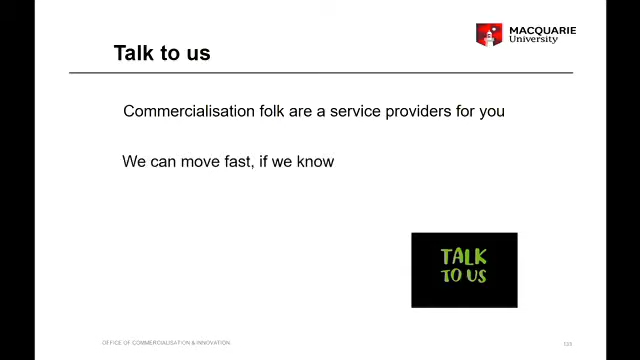 MACQUARIE
University
Talk to us
Commercialisation folk are a service providers for you
We can move fast, if we know
TALK
TO US
OFFICE OF COMMERCIALISATION & INNOVATION